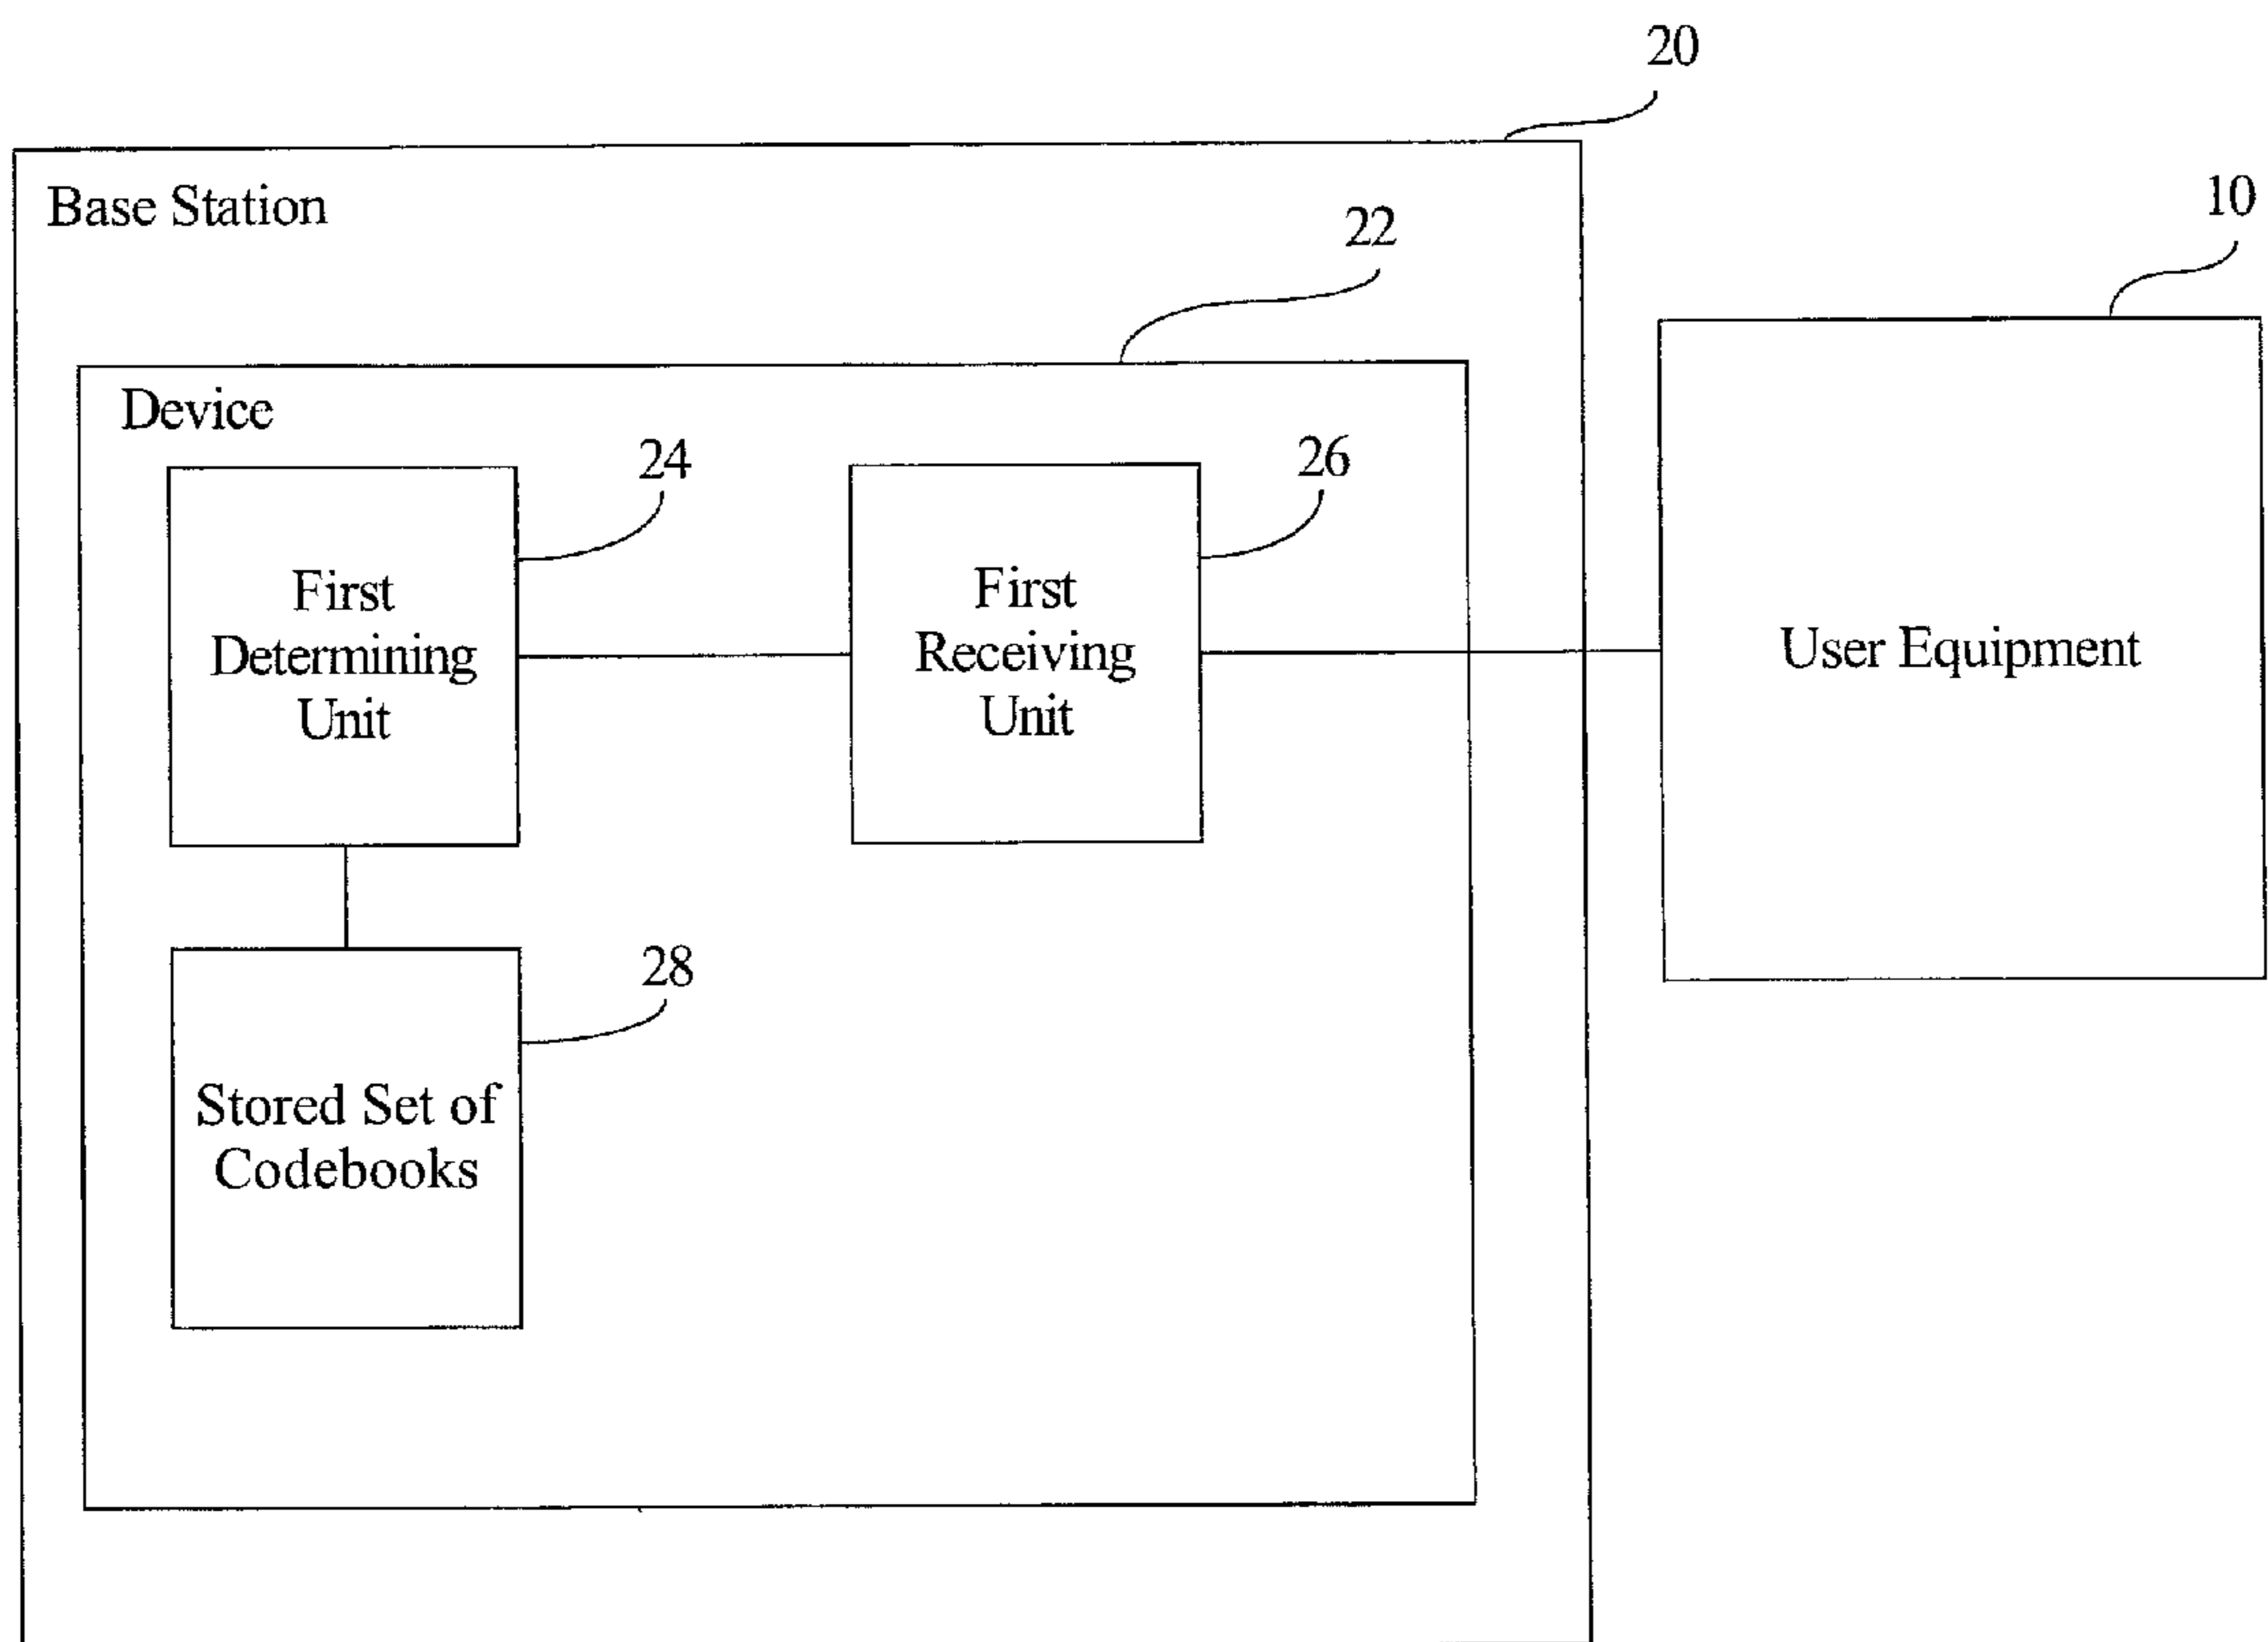 20
Base Station
10
22
Device
24
26
First
Determining
Unit
First
Receiving
Unit
User Equipment
28
Stored Set of
Codebooks